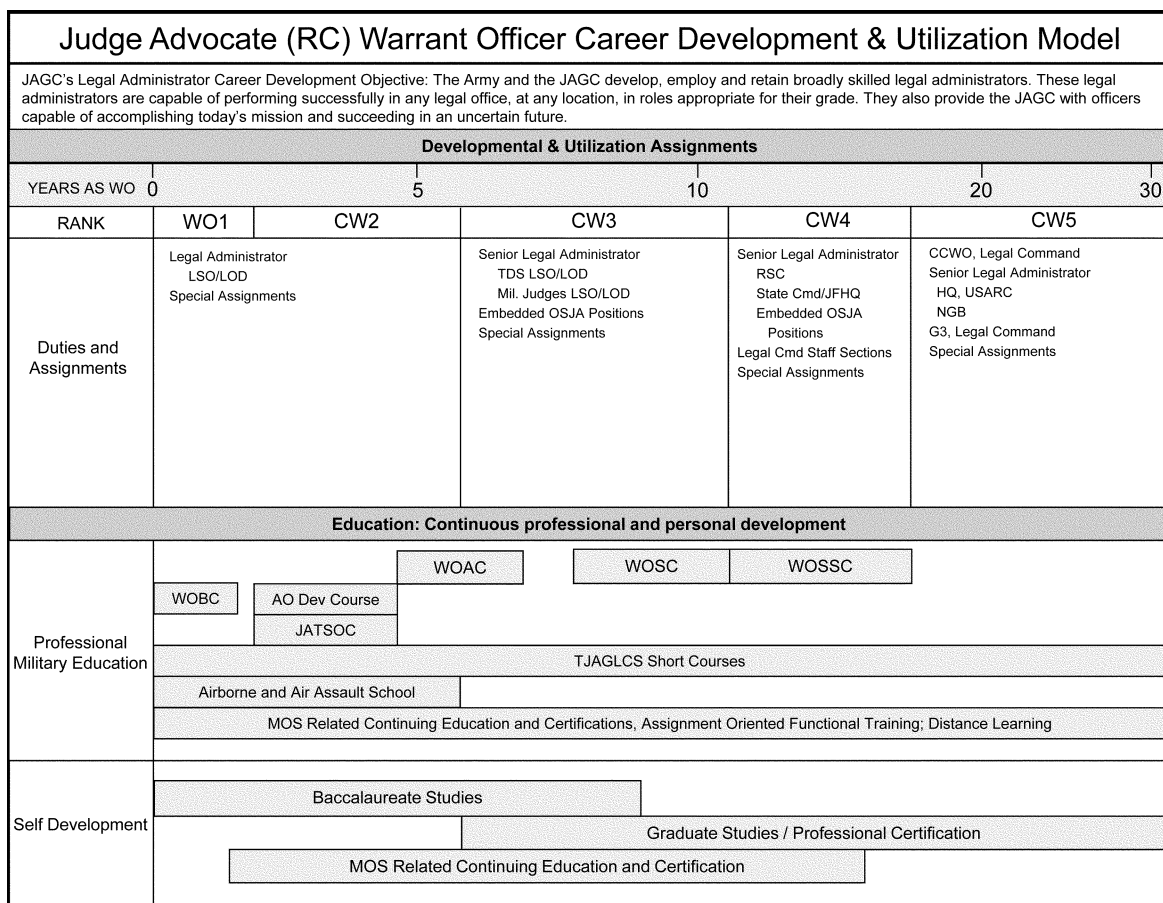 Judge Advocate (RC) Warrant Officer Career Development & Utilization Model
JAGC's Legal Administrator Career Development Objective: The Army and the JAGC develop, employ and retain broadly skilled legal administrators. These legal
administrators are capable of performing successfully in any legal office, at any location, in roles appropriate for their grade. They also provide the JAGC with officers
capable of accomplishing today's mission and succeeding in an uncertain future.
Developmental & Utilization Assignments
YEARS AS WO 0 5 10 20 30
RANK WO1 CW2 CW3 CW4 CW5
Duties and
Assignments
Legal Administrator
LSO/LOD
Special Assignments
Senior Legal Administrator
TDS LSO/LOD
Mil. Judges LSO/LOD
Embedded OSJA Positions
Special Assignments
Senior Legal Administrator
RSC
State Cmd/JFHQ
Embedded OSJA
Positions
Legal Cmd Staff Sections
Special Assignments
CCWO, Legal Command
Senior Legal Administrator
HQ, USARC
NGB
G3, Legal Command
Special Assignments
Education: Continuous professional and personal development
Professional
Military Education
WOAC WOSC WOSSC
WOBC AO Dev Course
JATSOC
TJAGLCS Short Courses
Airborne and Air Assault School
MOS Related Continuing Education and Certifications, Assignment Oriented Functional Training; Distance Learning
Self Development
Baccalaureate Studies
Graduate Studies / Professional Certification
MOS Related Continuing Education and Certification